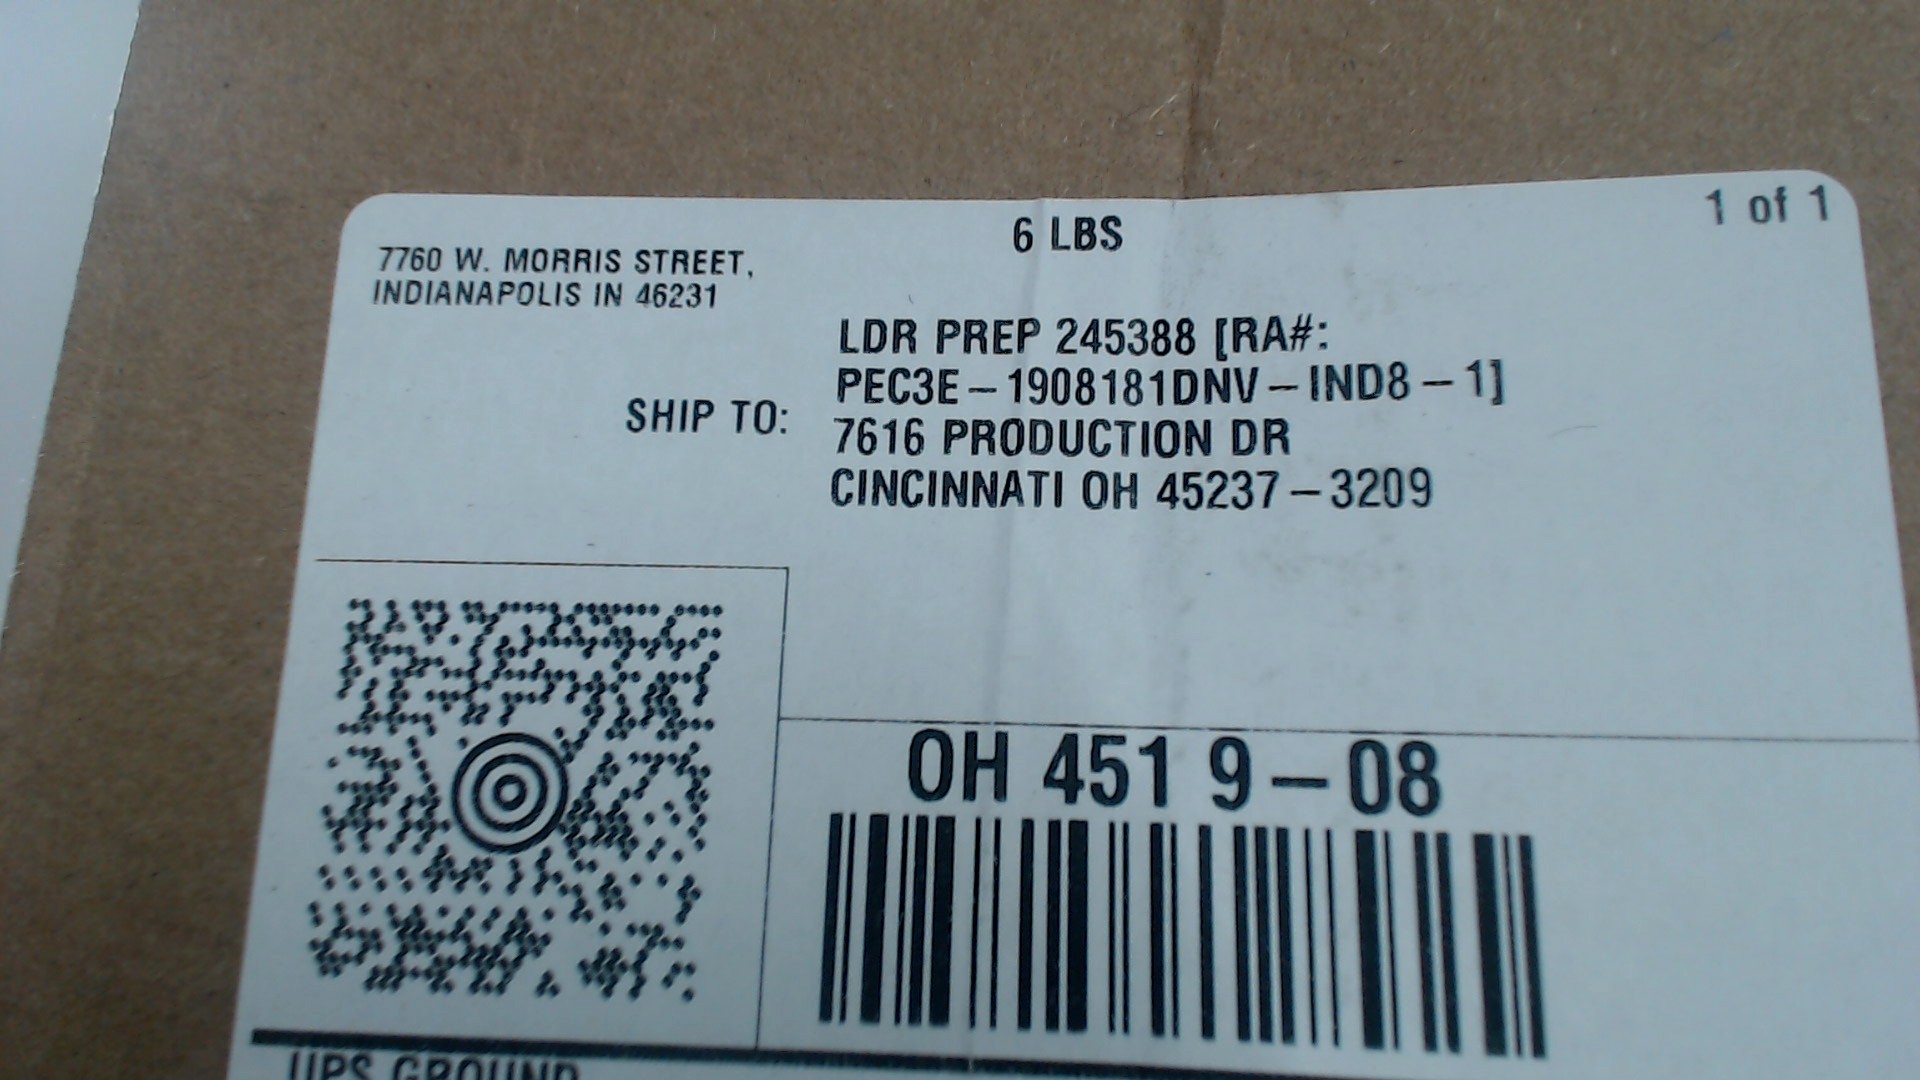 1 of 1
6 LBS
7760 W. MORRIS STREET,
INDIANAPOLIS IN 46231
LDR PREP 245388 [RA#:
PEC3E-1908181DNV-IND8-1]
SHIP TO:
7616 PRODUCTION DR
CINCINNATI OH 45237-3209
OH 451 9-08
UPS GROUND